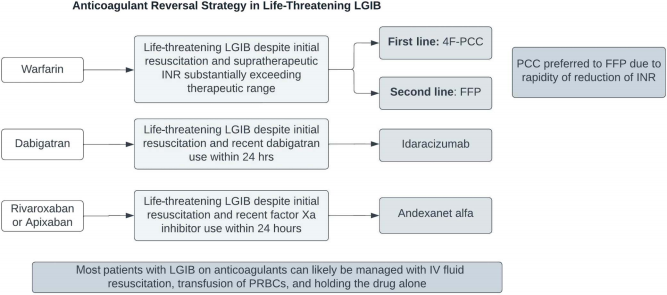 Anticoagulant Reversal Strategy in Life-Threatening LGIB
Warfarin
Life-threatening LGIB despite initial
resuscitation and supratherapeutic
INR substantially exceeding
therapeutic range
First line: 4F-PCC
Second line: FFP
PCC preferred to FFP due to
rapidity of reduction of INR
Dabigatran
Life-threatening LGIB despite initial
resuscitation and recent dabigatran
use within 24 hrs
Idaracizumab
Rivaroxaban
or Apixaban
Life-threatening LGIB despite initial
resuscitation and recent factor Xa
inhibitor use within 24 hours
Andexanet alfa
Most patients with LGIB on anticoagulants can likely be managed with IV fluid
resuscitation, transfusion of PRBCs, and holding the drug alone